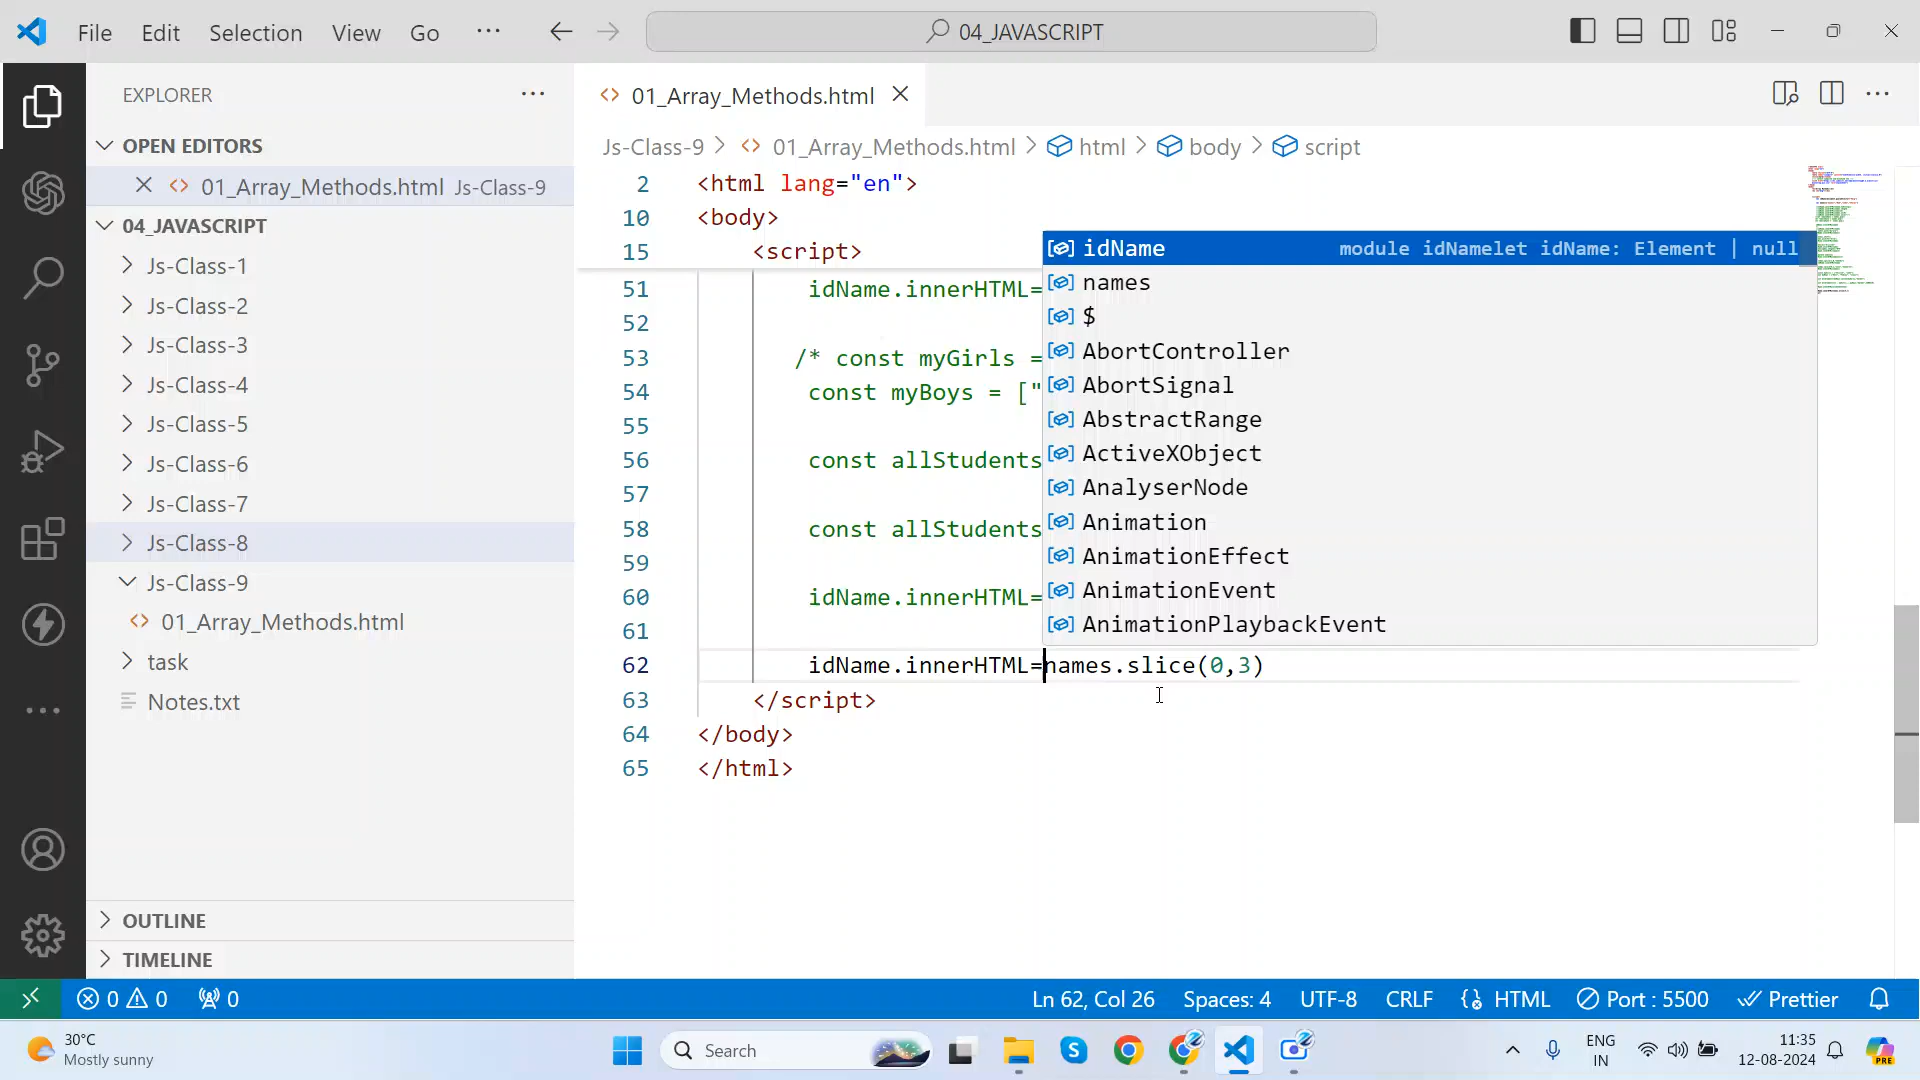 File Edit Selection View Go ··· 04_JAVASCRIPT
EXPLORER ···
OPEN EDITORS
01_Array_Methods.html Js-Class-9
04_JAVASCRIPT
Js-Class-1
Js-Class-2
Js-Class-3
Js-Class-4
Js-Class-5
Js-Class-6
Js-Class-7
Js-Class-8
Js-Class-9
01_Array_Methods.html
task
Notes.txt
OUTLINE
TIMELINE
01_Array_Methods.html
Js-Class-9 > 01_Array_Methods.html > html > body > script
2 <html lang="en">
10 <body>
15 <script>
51 idName.innerHTML=
52
53 /* const myGirls =
54 const myBoys = ["
55
56 const allStudents
57
58 const allStudents
59
60 idName.innerHTML=
61
62 idName.innerHTML=names.slice(0,3)
63 </script>
64 </body>
65 </html>
idName module idNamelet idName: Element | null
names
$
AbortController
AbortSignal
AbstractRange
ActiveXObject
AnalyserNode
Animation
AnimationEffect
AnimationEvent
AnimationPlaybackEvent
0 0 0 Ln 62, Col 26 Spaces: 4 UTF-8 CRLF HTML Port : 5500 Prettier
30°C
Mostly sunny
Search
ENG
IN
11:35
12-08-2024
PRE